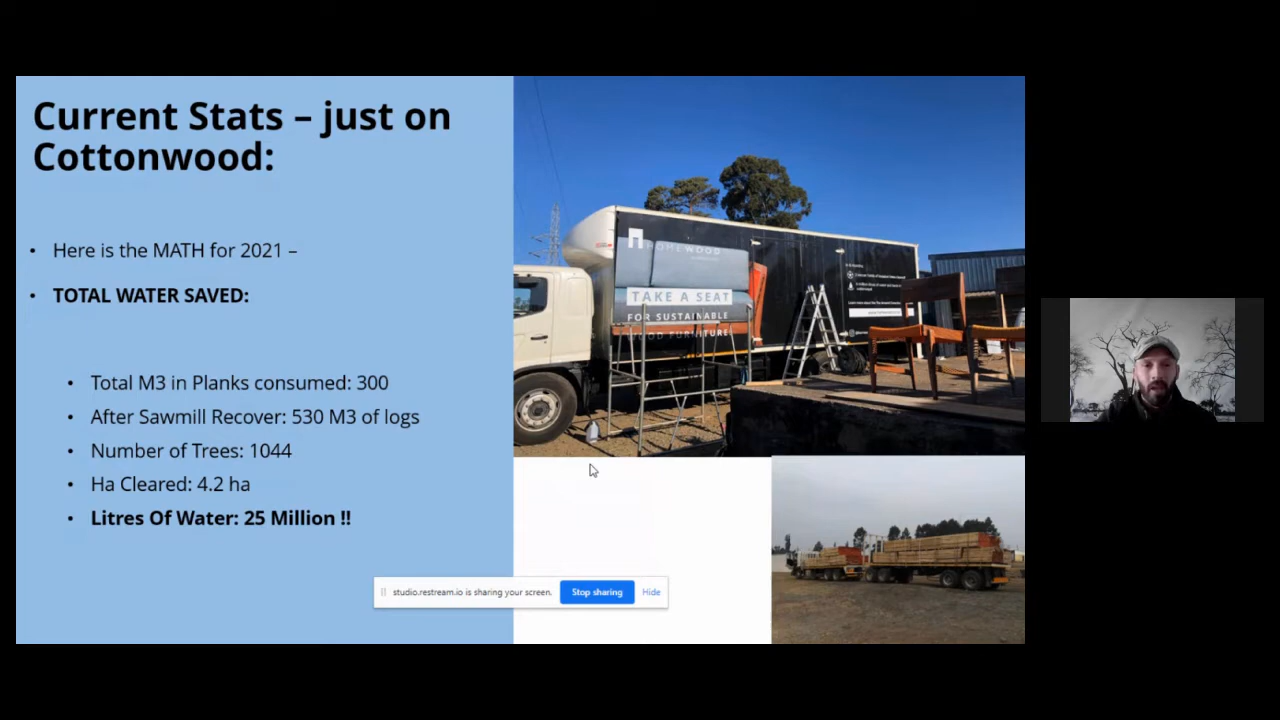 Current Stats – just on
Cottonwood:
• Here is the MATH for 2021 –
• TOTAL WATER SAVED:
• Total M3 in Planks consumed: 300
• After Sawmill Recover: 530 M3 of logs
• Number of Trees: 1044
• Ha Cleared: 4.2 ha
• Litres Of Water: 25 Million !!
HOMEWOOD
TAKE A SEAT
FOR SUSTAINABLE
WOOD FURNITURE
studio.restream.io is sharing your screen.
Stop sharing
Hide